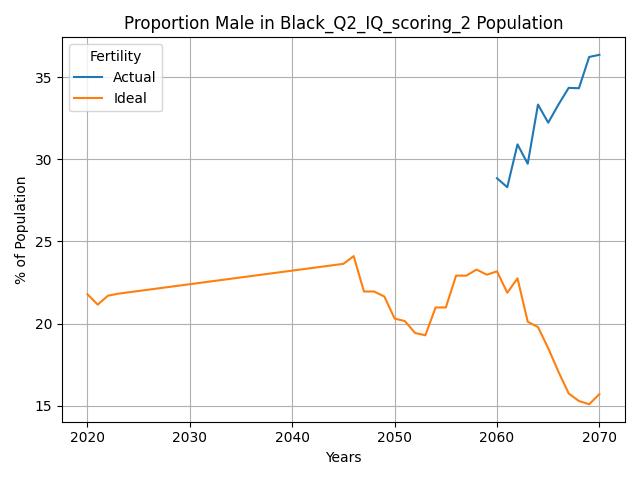 Proportion Male in Black_Q2_IQ_scoring_2 Population
Fertility
Actual
Ideal
% of Population
35
30
25
20
15
2020 2030 2040 2050 2060 2070
Years